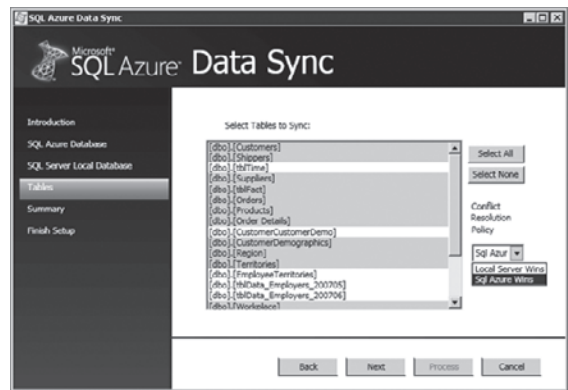 SQL Azure Data Sync
Microsoft®
SQL Azure™ Data Sync
Introduction
SQL Azure Database
SQL Server Local Database
Tables
Summary
Finish Setup
Select Tables to Sync:
[dbo].[Customers]
[dbo].[Shippers]
[dbo].[tblTime]
[dbo].[Suppliers]
[dbo].[tblFact]
[dbo].[Orders]
[dbo].[Products]
[dbo].[Order Details]
[dbo].[CustomerCustomerDemo]
[dbo].[CustomerDemographics]
[dbo].[Region]
[dbo].[Territories]
[dbo].[EmployeeTerritories]
[dbo].[tblData_Employers_200705]
[dbo].[tblData_Employers_200706]
[dbo].[Workplace]
Select All
Select None
Conflict
Resolution
Policy
Sql Azur
Local Server Wins
Sql Azure Wins
Back
Next
Process
Cancel